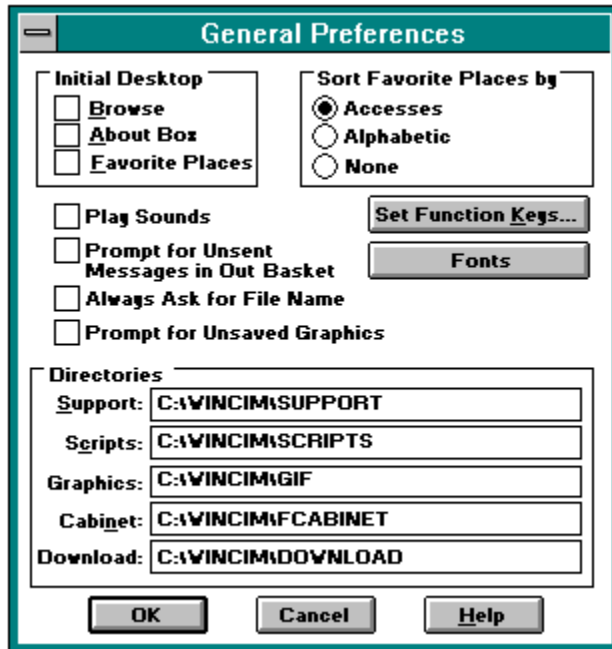 General Preferences
Initial Desktop
Browse
About Box
Favorite Places
Sort Favorite Places by
Accesses
Alphabetic
None
Play Sounds
Prompt for Unsent
Messages in Out Basket
Always Ask for File Name
Prompt for Unsaved Graphics
Set Function Keys...
Fonts
Directories
Support: C:\WINCIM\SUPPORT
Scripts: C:\WINCIM\SCRIPTS
Graphics: C:\WINCIM\GIF
Cabinet: C:\WINCIM\FCABINET
Download: C:\WINCIM\DOWNLOAD
OK Cancel Help